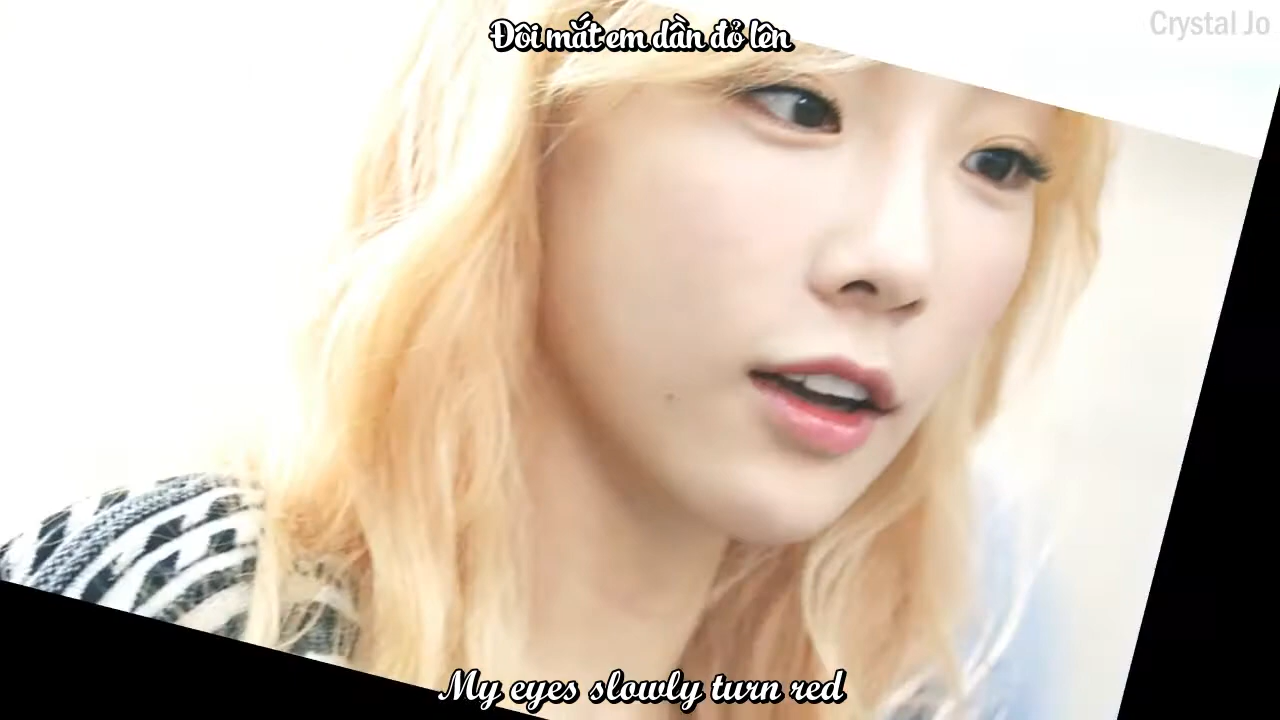 Đôi mắt em dần đỏ lên
Crystal Jo
My eyes slowly turn red